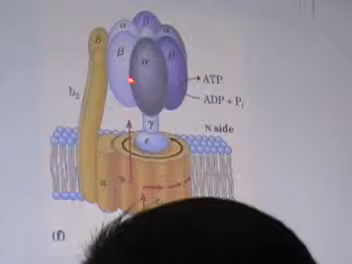 β
α
α
δ
β
α
β
ATP
b₂
ADP + Pᵢ
γ
N side
ε
a
c
(f)